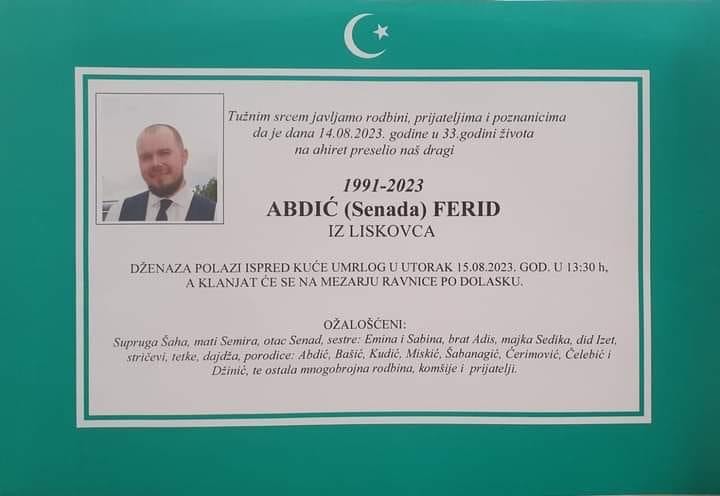 Tužnim srcem javljamo rodbini, prijateljima i poznanicima
da je dana 14.08.2023. godine u 33.godini života
na ahiret preselio naš dragi
1991-2023
ABDIĆ (Senada) FERID
IZ LISKOVCA
DŽENAZA POLAZI ISPRED KUĆE UMRLOG U UTORAK 15.08.2023. GOD. U 13:30 h,
A KLANJAT ĆE SE NA MEZARJU RAVNICE PO DOLASKU.
OŽALOŠĆENI:
Supruga Šaha, mati Semira, otac Senad, sestre: Emina i Sabina, brat Adis, majka Sedika, did Izet,
stričevi, tetke, dajdža, porodice: Abdić, Bašić, Kudić, Miskić, Šabanagić, Ćerimović, Čelebić i
Džinić, te ostala mnogobrojna rodbina, komšije i prijatelji.